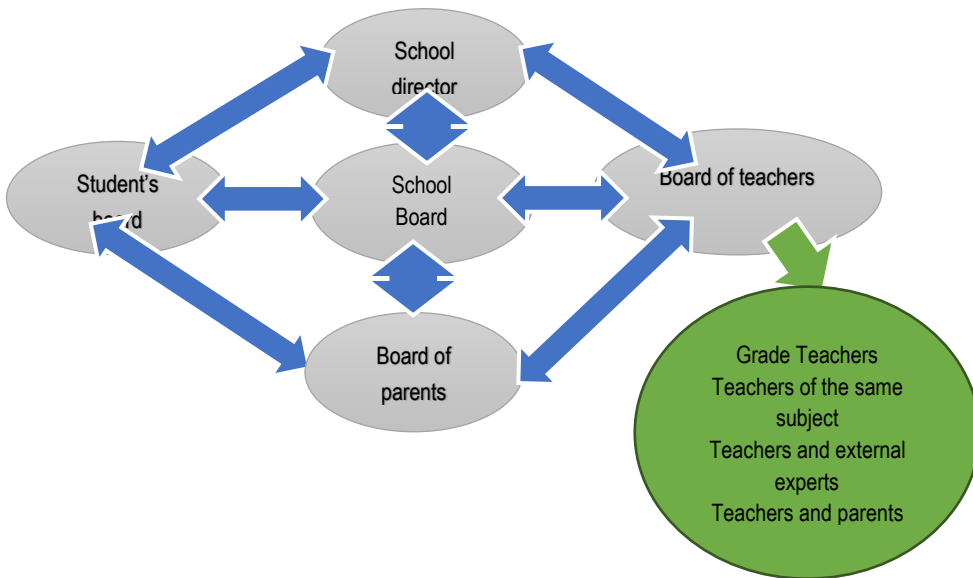 School
director
Student's
board
School
Board
Board of teachers
Board of
parents
Grade Teachers
Teachers of the same
subject
Teachers and external
experts
Teachers and parents